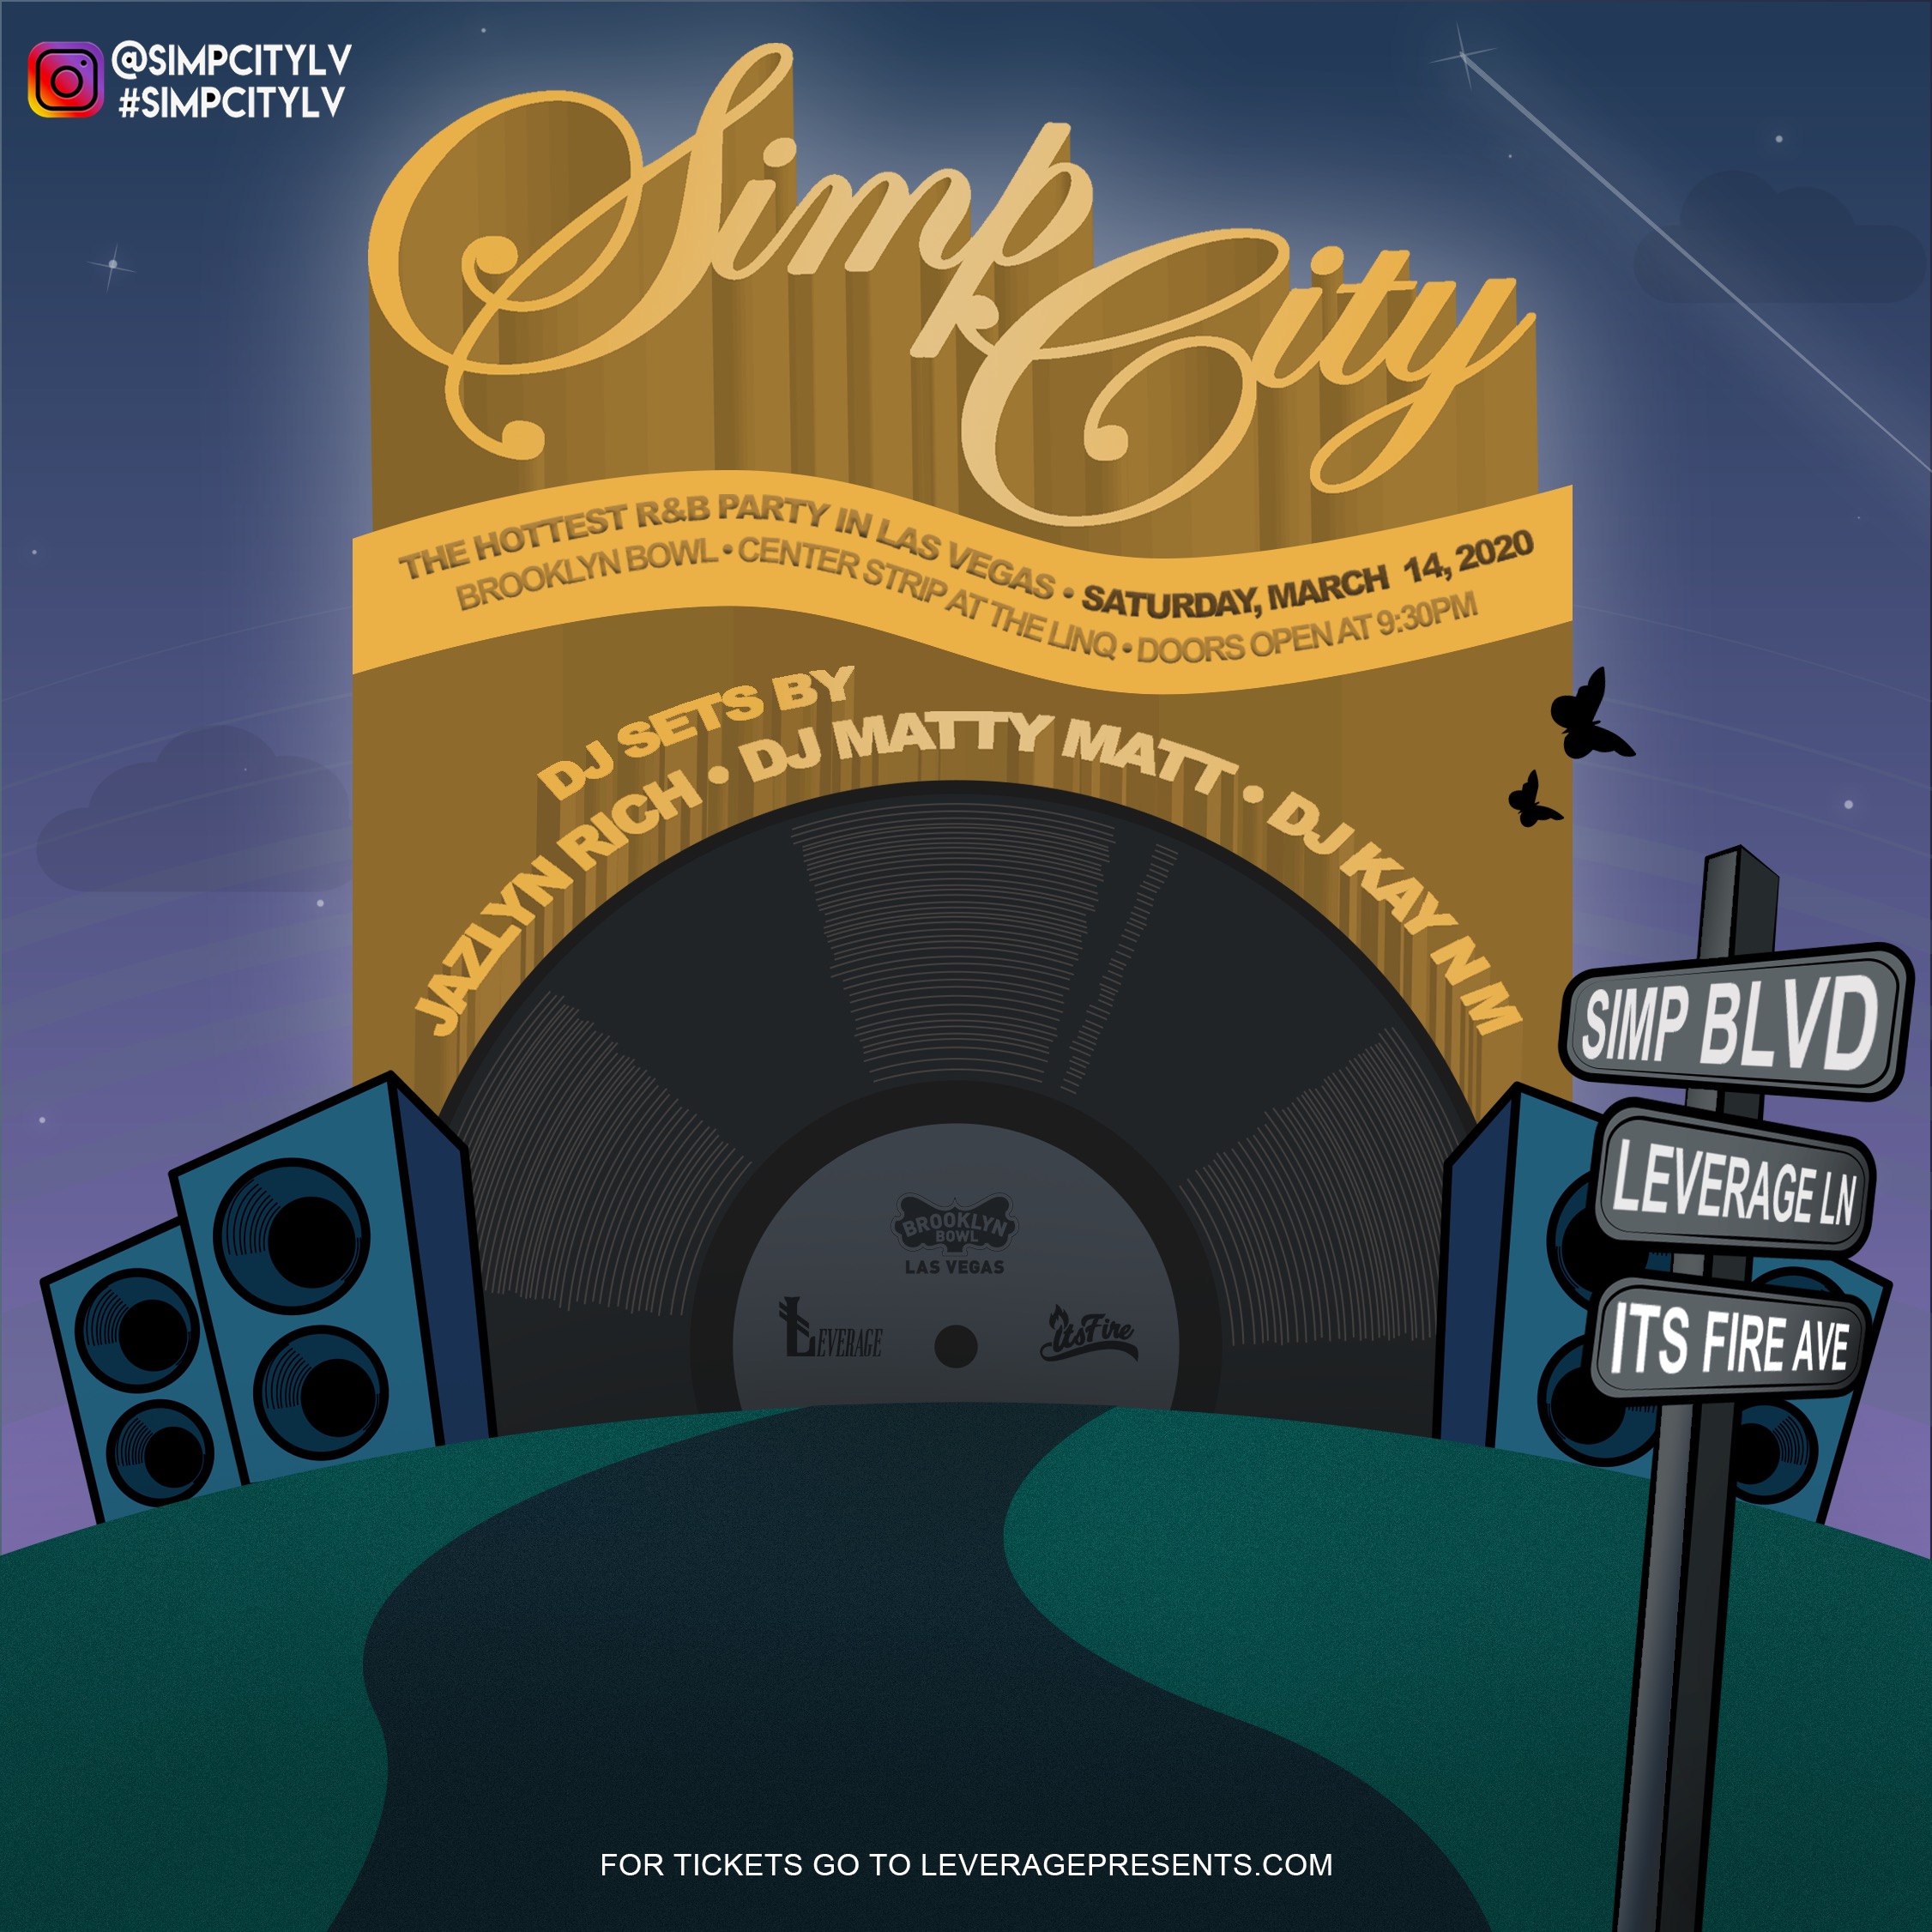 @SIMPCITYLV
#SIMPCITYLV
Simp
City
THE HOTTEST R&B PARTY IN LAS VEGAS • SATURDAY, MARCH 14, 2020
BROOKLYN BOWL • CENTER STRIP AT THE LINQ • DOORS OPEN AT 9:30PM
DJ SETS BY
JAZLYN RICH • DJ MATTY MATT • DJ KAY N M
SIMP BLVD
LEVERAGE LN
ITS FIRE AVE
BROOKLYN
BOWL
LAS VEGAS
LEVERAGE
ItsFire
FOR TICKETS GO TO LEVERAGEPRESENTS.COM